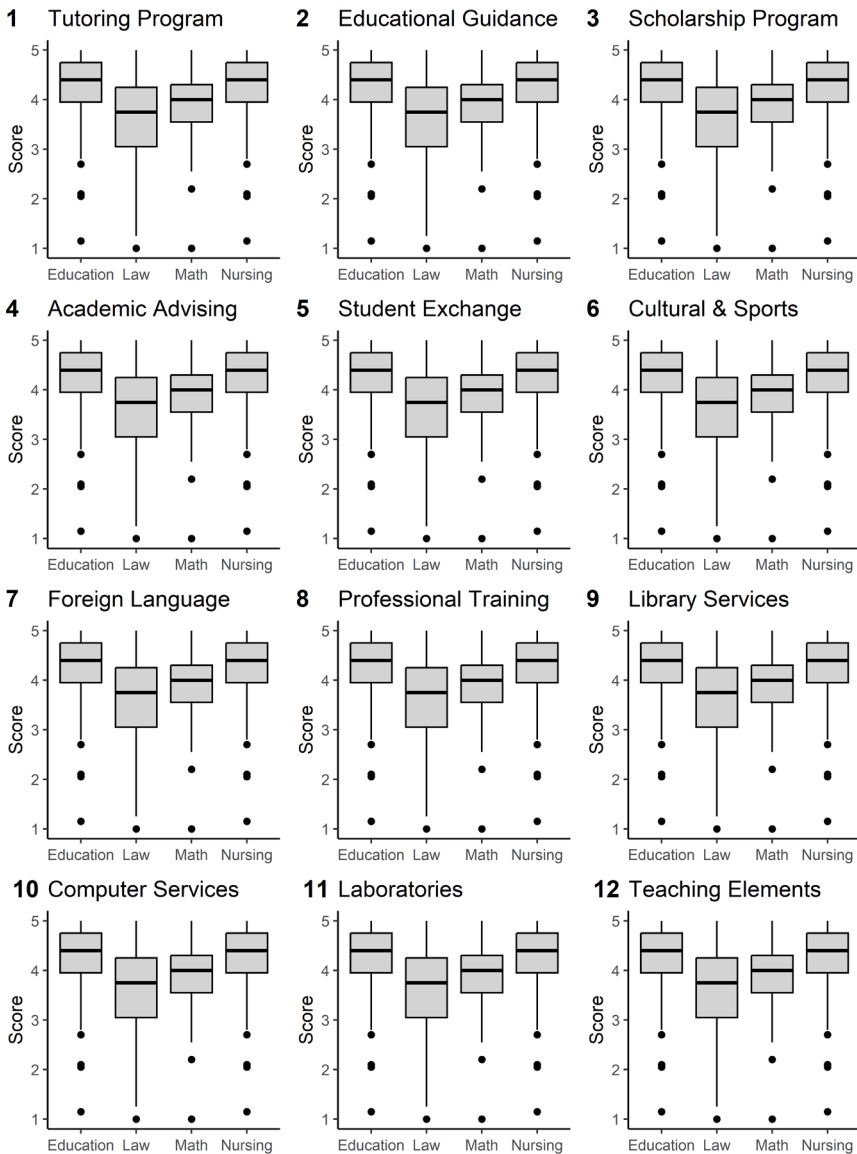 1 Tutoring Program
2 Educational Guidance
3 Scholarship Program
5
4
3
2
1
Score
Education Law Math Nursing
5
4
3
2
1
Score
Education Law Math Nursing
5
4
3
2
1
Score
Education Law Math Nursing
4 Academic Advising
5 Student Exchange
6 Cultural & Sports
5
4
3
2
1
Score
Education Law Math Nursing
5
4
3
2
1
Score
Education Law Math Nursing
5
4
3
2
1
Score
Education Law Math Nursing
7 Foreign Language
8 Professional Training
9 Library Services
5
4
3
2
1
Score
Education Law Math Nursing
5
4
3
2
1
Score
Education Law Math Nursing
5
4
3
2
1
Score
Education Law Math Nursing
10 Computer Services
11 Laboratories
12 Teaching Elements
5
4
3
2
1
Score
Education Law Math Nursing
5
4
3
2
1
Score
Education Law Math Nursing
5
4
3
2
1
Score
Education Law Math Nursing